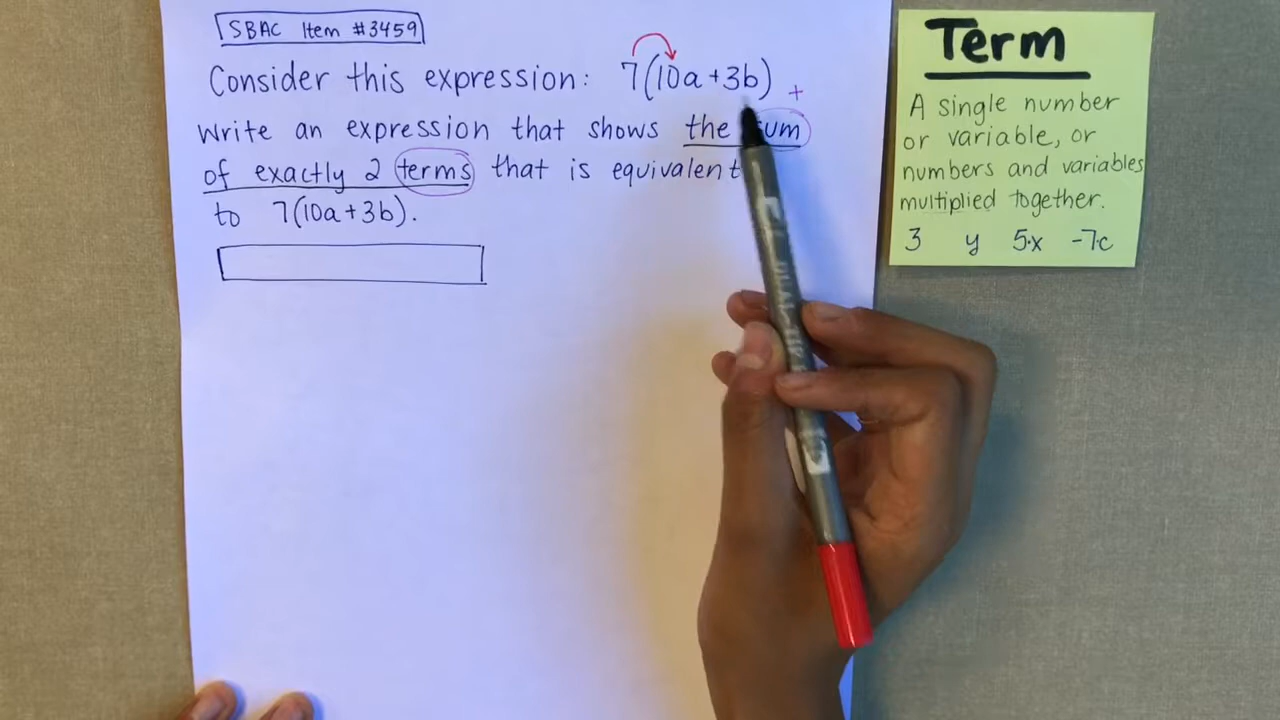 SBAC Item #3459
Consider this expression: 7(10a+3b)
+
Write an expression that shows the sum
of exactly 2 terms that is equivalent
to 7(10a+3b).
Term
A single number
or variable, or
numbers and variables
multiplied together.
3 y 5·x -7·c